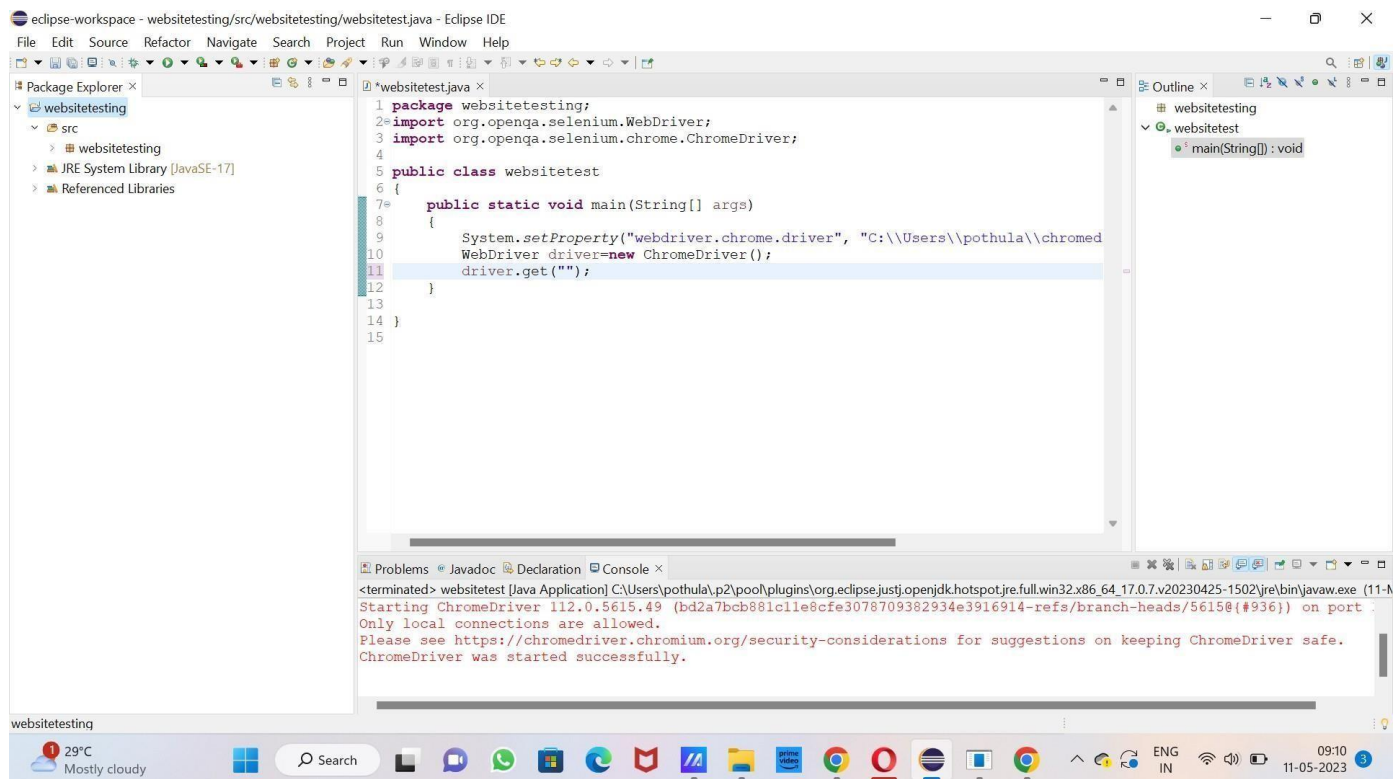 eclipse-workspace - websitetesting/src/websitetesting/websitetest.java - Eclipse IDE
File Edit Source Refactor Navigate Search Project Run Window Help
Package Explorer
websitetesting
src
websitetesting
JRE System Library [JavaSE-17]
Referenced Libraries
*websitetest.java
1 package websitetesting;
2 import org.openqa.selenium.WebDriver;
3 import org.openqa.selenium.chrome.ChromeDriver;
4
5 public class websitetest
6 {
7 public static void main(String[] args)
8 {
9 System.setProperty("webdriver.chrome.driver", "C:\\Users\\pothula\\chromed
10 WebDriver driver=new ChromeDriver();
11 driver.get("");
12 }
13
14 }
15
Outline
websitetesting
websitetest
main(String[]) : void
Problems Javadoc Declaration Console
<terminated> websitetest [Java Application] C:\Users\pothula\.p2\pool\plugins\org.eclipse.justj.openjdk.hotspot.jre.full.win32.x86_64_17.0.7.v20230425-1502\jre\bin\javaw.exe (11-M
Starting ChromeDriver 112.0.5615.49 (bd2a7bcb881c11e8cfe3078709382934e3916914-refs/branch-heads/5615@{#936}) on port
Only local connections are allowed.
Please see https://chromedriver.chromium.org/security-considerations for suggestions on keeping ChromeDriver safe.
ChromeDriver was started successfully.
websitetesting
1
29°C
Mostly cloudy
Search
prime video
ENG
IN
09:10
11-05-2023
3